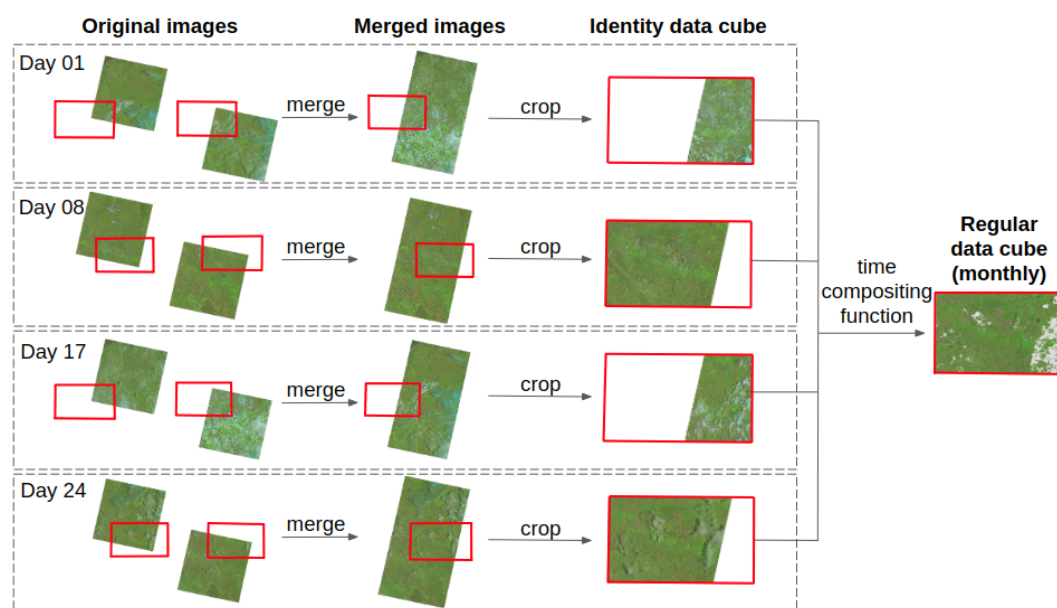 Original images
Merged images
Identity data cube
Day 01
merge
crop
Day 08
merge
crop
Regular
data cube
(monthly)
time
compositing
function
Day 17
merge
crop
Day 24
merge
crop